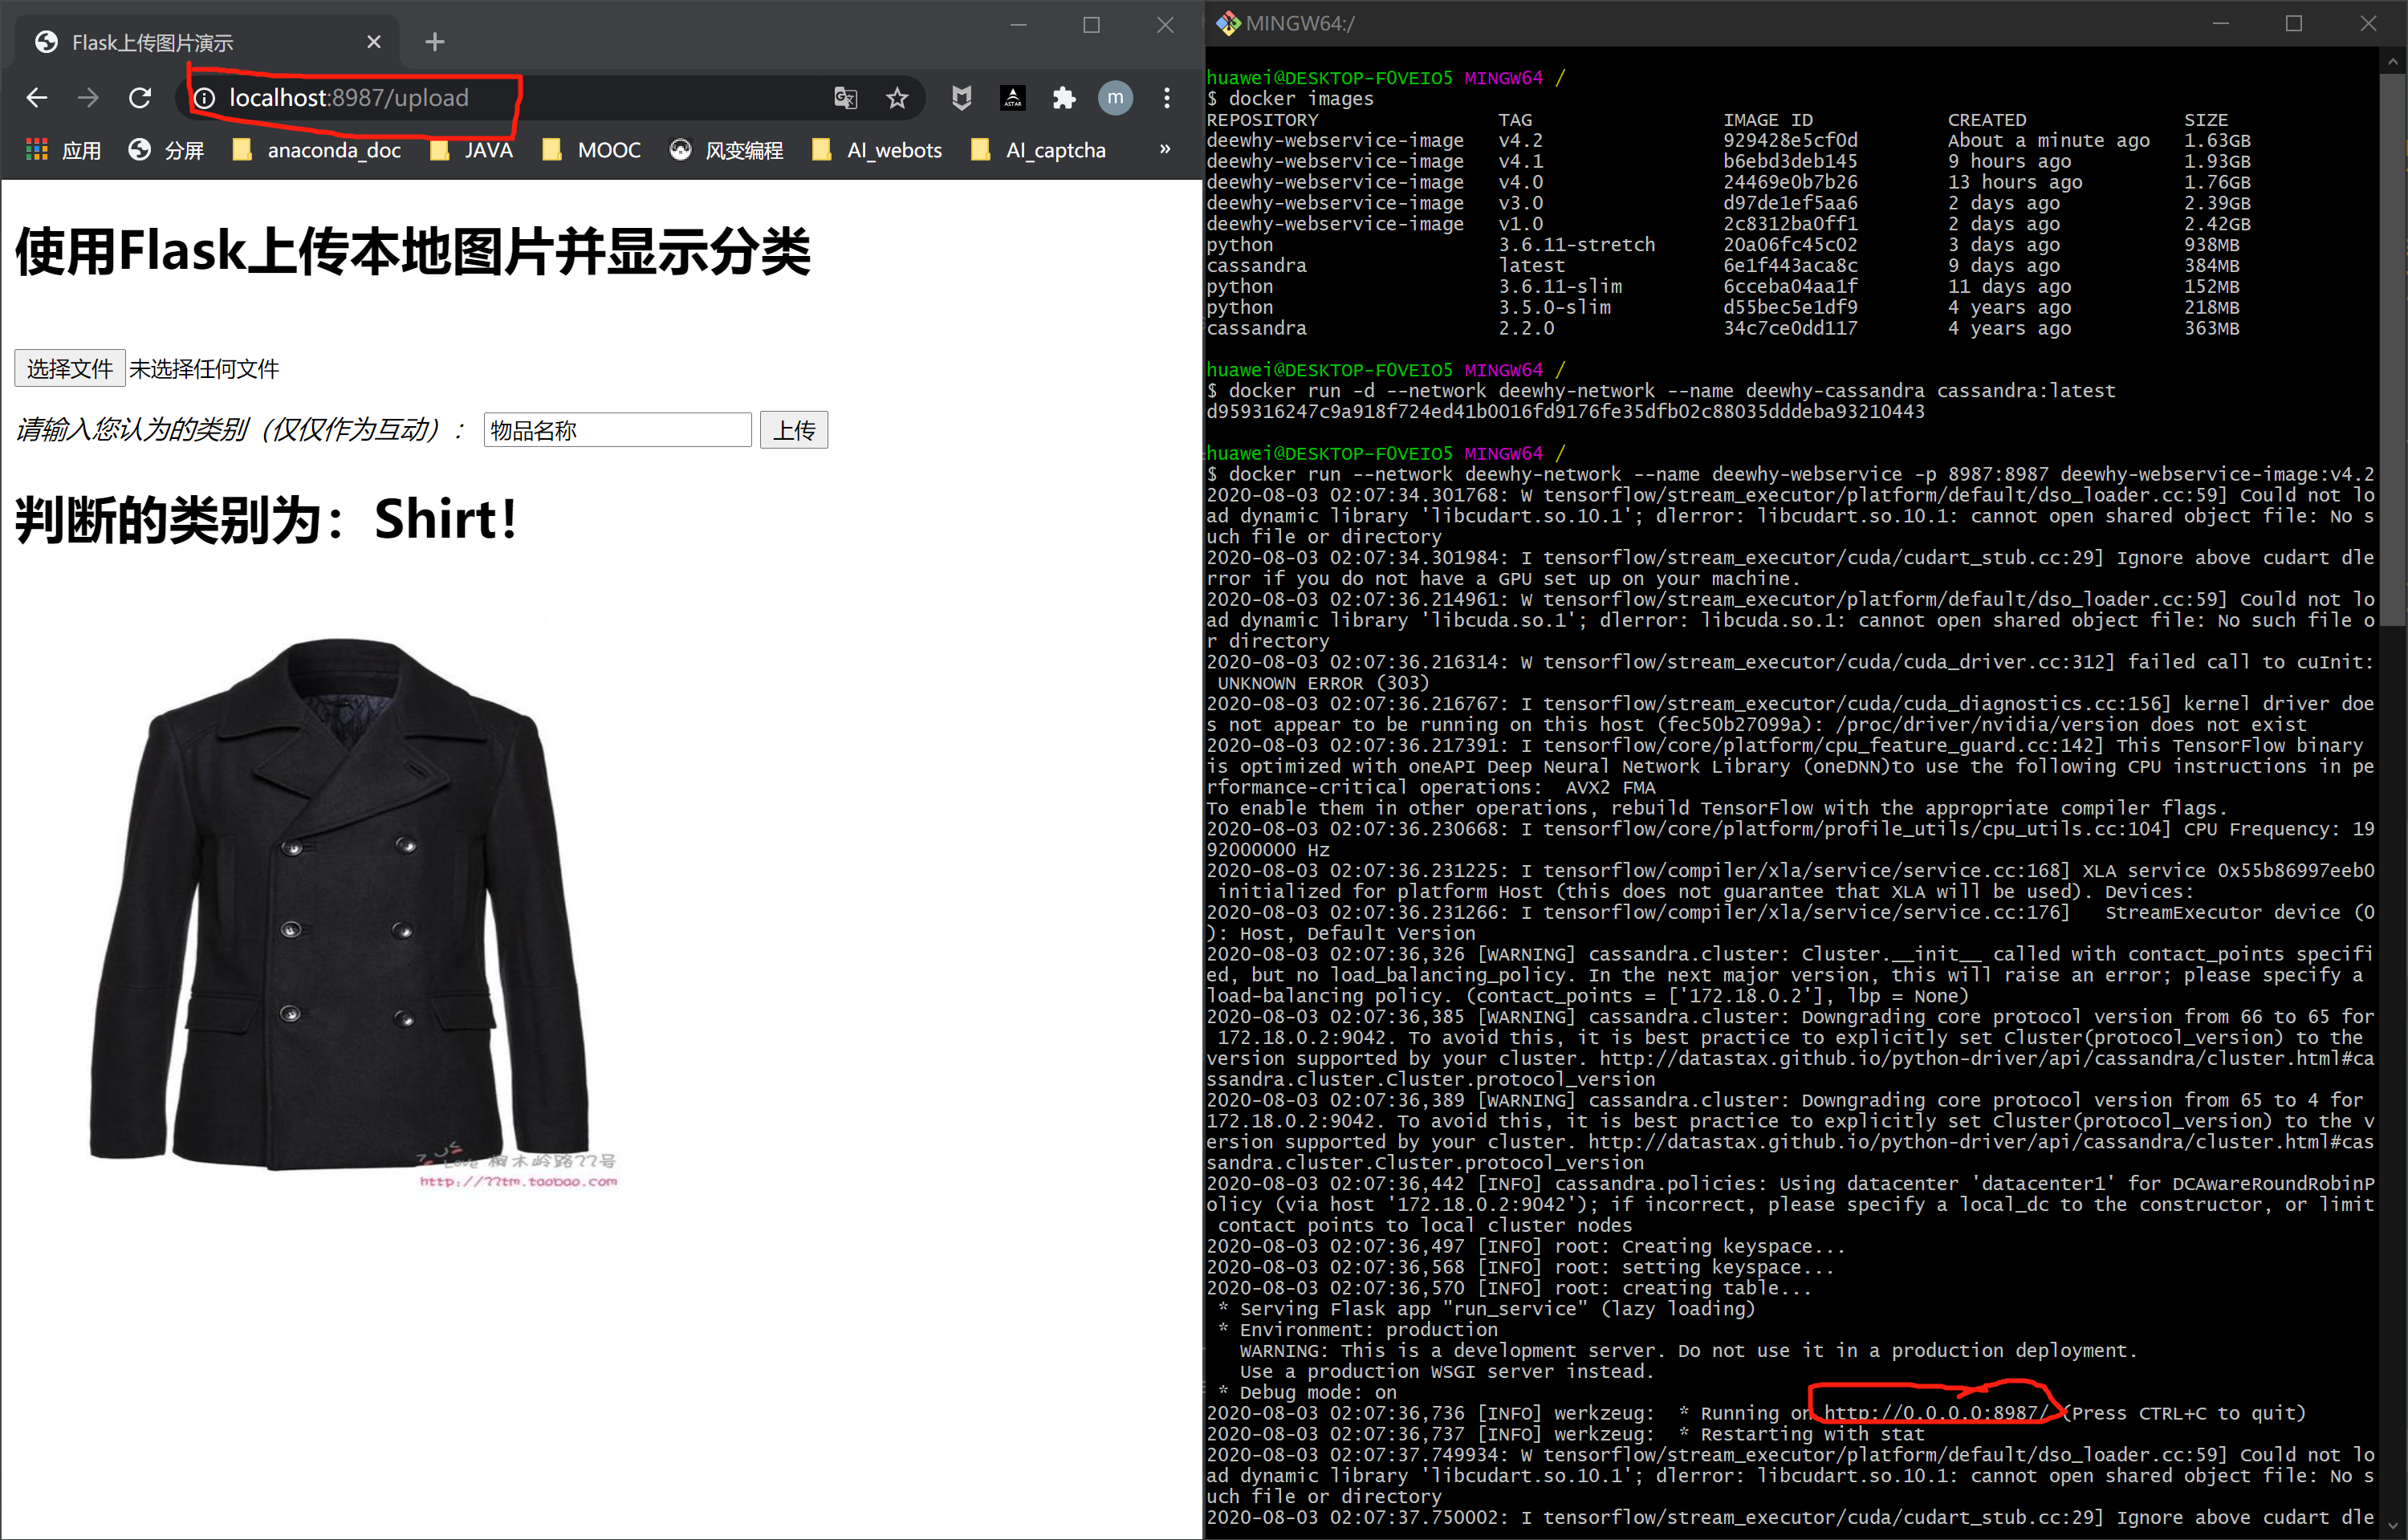 Flask上传图片演示
localhost:8987/upload
ASTAR
m
应用 分屏 anaconda_doc JAVA MOOC 风变编程 AI_webots AI_captcha »
使用Flask上传本地图片并显示分类
选择文件 未选择任何文件
请输入您认为的类别（仅仅作为互动）： 物品名称 上传
判断的类别为：Shirt！
Love 桐木岭路22号
http://22tm.taobao.com
MINGW64:/
huawei@DESKTOP-F0VEIO5 MINGW64 /
$ docker images
REPOSITORY TAG IMAGE ID CREATED SIZE
deewhy-webservice-image v4.2 929428e5cf0d About a minute ago 1.63GB
deewhy-webservice-image v4.1 b6ebd3deb145 9 hours ago 1.93GB
deewhy-webservice-image v4.0 24469e0b7b26 13 hours ago 1.76GB
deewhy-webservice-image v3.0 d97de1ef5aa6 2 days ago 2.39GB
deewhy-webservice-image v1.0 2c8312ba0ff1 2 days ago 2.42GB
python 3.6.11-stretch 20a06fc45c02 3 days ago 938MB
cassandra latest 6e1f443aca8c 9 days ago 384MB
python 3.6.11-slim 6cceba04aa1f 11 days ago 152MB
python 3.5.0-slim d55bec5e1df9 4 years ago 218MB
cassandra 2.2.0 34c7ce0dd117 4 years ago 363MB
huawei@DESKTOP-F0VEIO5 MINGW64 /
$ docker run -d --network deewhy-network --name deewhy-cassandra cassandra:latest
d959316247c9a918f724ed41b0016fd9176fe35dfb02c88035dddeba93210443
huawei@DESKTOP-F0VEIO5 MINGW64 /
$ docker run --network deewhy-network --name deewhy-webservice -p 8987:8987 deewhy-webservice-image:v4.2
2020-08-03 02:07:34.301768: W tensorflow/stream_executor/platform/default/dso_loader.cc:59] Could not lo
ad dynamic library 'libcudart.so.10.1'; dlerror: libcudart.so.10.1: cannot open shared object file: No s
uch file or directory
2020-08-03 02:07:34.301984: I tensorflow/stream_executor/cuda/cudart_stub.cc:29] Ignore above cudart dle
rror if you do not have a GPU set up on your machine.
2020-08-03 02:07:36.214961: W tensorflow/stream_executor/platform/default/dso_loader.cc:59] Could not lo
ad dynamic library 'libcuda.so.1'; dlerror: libcuda.so.1: cannot open shared object file: No such file o
r directory
2020-08-03 02:07:36.216314: W tensorflow/stream_executor/cuda/cuda_driver.cc:312] failed call to cuInit:
UNKNOWN ERROR (303)
2020-08-03 02:07:36.216767: I tensorflow/stream_executor/cuda/cuda_diagnostics.cc:156] kernel driver doe
s not appear to be running on this host (fec50b27099a): /proc/driver/nvidia/version does not exist
2020-08-03 02:07:36.217391: I tensorflow/core/platform/cpu_feature_guard.cc:142] This TensorFlow binary
is optimized with oneAPI Deep Neural Network Library (oneDNN)to use the following CPU instructions in pe
rformance-critical operations:  AVX2 FMA
To enable them in other operations, rebuild TensorFlow with the appropriate compiler flags.
2020-08-03 02:07:36.230668: I tensorflow/core/platform/profile_utils/cpu_utils.cc:104] CPU Frequency: 19
92000000 Hz
2020-08-03 02:07:36.231225: I tensorflow/compiler/xla/service/service.cc:168] XLA service 0x55b86997eeb0
initialized for platform Host (this does not guarantee that XLA will be used). Devices:
2020-08-03 02:07:36.231266: I tensorflow/compiler/xla/service/service.cc:176]   StreamExecutor device (0
): Host, Default Version
2020-08-03 02:07:36,326 [WARNING] cassandra.cluster: Cluster.__init__ called with contact_points specifi
ed, but no load_balancing_policy. In the next major version, this will raise an error; please specify a
load-balancing policy. (contact_points = ['172.18.0.2'], lbp = None)
2020-08-03 02:07:36,385 [WARNING] cassandra.cluster: Downgrading core protocol version from 66 to 65 for
172.18.0.2:9042. To avoid this, it is best practice to explicitly set Cluster(protocol_version) to the
version supported by your cluster. http://datastax.github.io/python-driver/api/cassandra/cluster.html#ca
ssandra.cluster.Cluster.protocol_version
2020-08-03 02:07:36,389 [WARNING] cassandra.cluster: Downgrading core protocol version from 65 to 4 for
172.18.0.2:9042. To avoid this, it is best practice to explicitly set Cluster(protocol_version) to the v
ersion supported by your cluster. http://datastax.github.io/python-driver/api/cassandra/cluster.html#cas
sandra.cluster.Cluster.protocol_version
2020-08-03 02:07:36,442 [INFO] cassandra.policies: Using datacenter 'datacenter1' for DCAwareRoundRobinP
olicy (via host '172.18.0.2:9042'); if incorrect, please specify a local_dc to the constructor, or limit
contact points to local cluster nodes
2020-08-03 02:07:36,497 [INFO] root: Creating keyspace...
2020-08-03 02:07:36,568 [INFO] root: setting keyspace...
2020-08-03 02:07:36,570 [INFO] root: creating table...
* Serving Flask app "run_service" (lazy loading)
* Environment: production
WARNING: This is a development server. Do not use it in a production deployment.
Use a production WSGI server instead.
* Debug mode: on
2020-08-03 02:07:36,736 [INFO] werkzeug:  * Running on http://0.0.0.0:8987/ (Press CTRL+C to quit)
2020-08-03 02:07:36,737 [INFO] werkzeug:  * Restarting with stat
2020-08-03 02:07:37.749934: W tensorflow/stream_executor/platform/default/dso_loader.cc:59] Could not lo
ad dynamic library 'libcudart.so.10.1'; dlerror: libcudart.so.10.1: cannot open shared object file: No s
uch file or directory
2020-08-03 02:07:37.750002: I tensorflow/stream_executor/cuda/cudart_stub.cc:29] Ignore above cudart dle